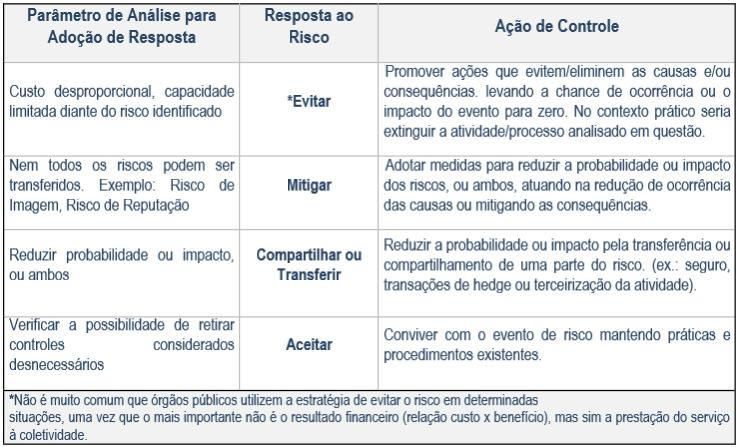 Parâmetro de Análise para
Adoção de Resposta
Resposta ao
Risco
Ação de Controle
Custo desproporcional, capacidade
limitada diante do risco identificado
*Evitar
Promover ações que evitem/eliminem as causas e/ou
consequências. levando a chance de ocorrência ou o
impacto do evento para zero. No contexto prático seria
extinguir a atividade/processo analisado em questão.
Nem todos os riscos podem ser
transferidos. Exemplo: Risco de
Imagem, Risco de Reputação
Mitigar
Adotar medidas para reduzir a probabilidade ou impacto
dos riscos, ou ambos, atuando na redução de ocorrência
das causas ou mitigando as consequências.
Reduzir probabilidade ou impacto,
ou ambos
Compartilhar ou
Transferir
Reduzir a probabilidade ou impacto pela transferência ou
compartilhamento de uma parte do risco. (ex.: seguro,
transações de hedge ou terceirização da atividade).
Verificar a possibilidade de retirar
controles considerados
desnecessários
Aceitar
Conviver com o evento de risco mantendo práticas e
procedimentos existentes.
*Não é muito comum que órgãos públicos utilizem a estratégia de evitar o risco em determinadas
situações, uma vez que o mais importante não é o resultado financeiro (relação custo x benefício), mas sim a prestação do serviço
à coletividade.